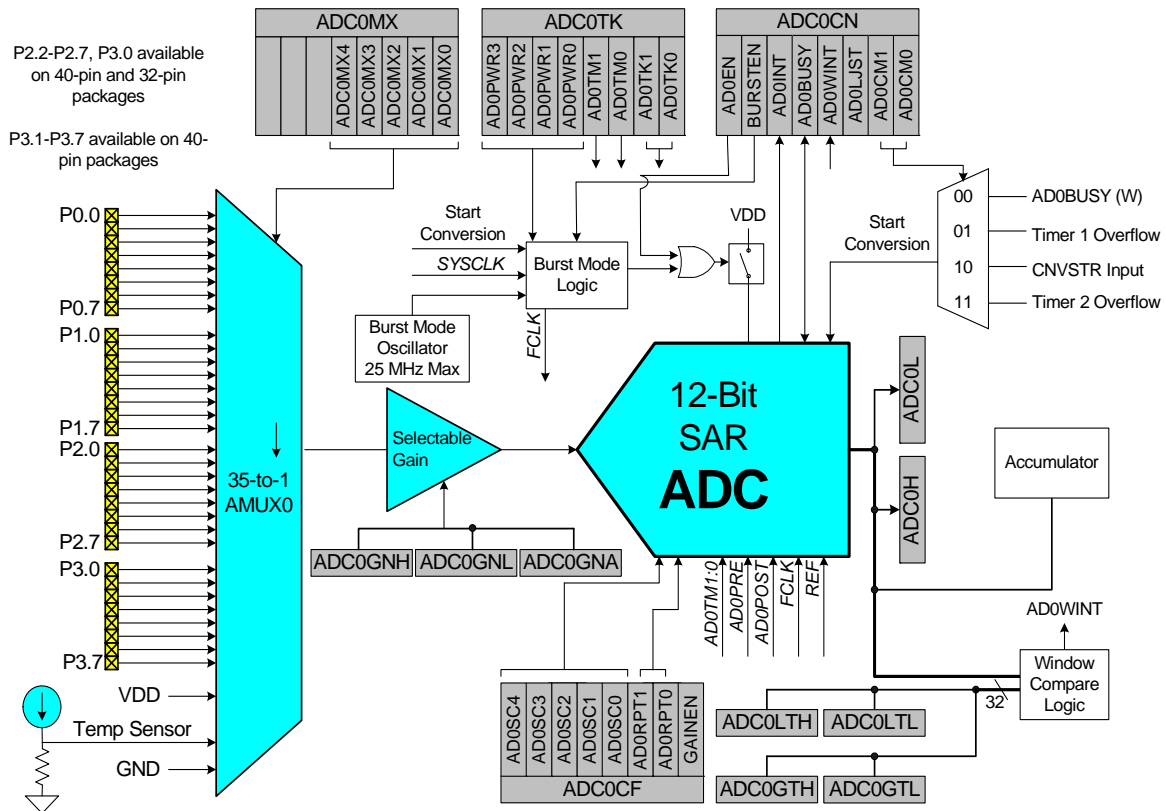 ADC0MX
ADC0MX4
ADC0MX3
ADC0MX2
ADC0MX1
ADC0MX0
ADC0TK
AD0PWR3
AD0PWR2
AD0PWR1
AD0PWR0
AD0TM1
AD0TM0
AD0TK1
AD0TK0
ADC0CN
AD0EN
BURSTEN
AD0INT
AD0BUSY
AD0WINT
AD0LJST
AD0CM1
AD0CM0
P2.2-P2.7, P3.0 available
on 40-pin and 32-pin
packages
P3.1-P3.7 available on 40-
pin packages
P0.0
P0.7
P1.0
P1.7
P2.0
P2.7
P3.0
P3.7
VDD
Temp Sensor
GND
35-to-1
AMUX0
Start
Conversion
SYSCLK
Burst Mode
Logic
Burst Mode
Oscillator
25 MHz Max
FCLK
VDD
Start
Conversion
00
01
10
11
AD0BUSY (W)
Timer 1 Overflow
CNVSTR Input
Timer 2 Overflow
Selectable
Gain
ADC0GNH
ADC0GNL
ADC0GNA
12-Bit
SAR
ADC
AD0TM1:0
AD0PRE
AD0POST
FCLK
REF
ADC0L
ADC0H
Accumulator
AD0WINT
Window
Compare
Logic
32
ADC0LTH
ADC0LTL
ADC0GTH
ADC0GTL
AD0SC4
AD0SC3
AD0SC2
AD0SC1
AD0SC0
AD0RPT1
AD0RPT0
GAINEN
ADC0CF